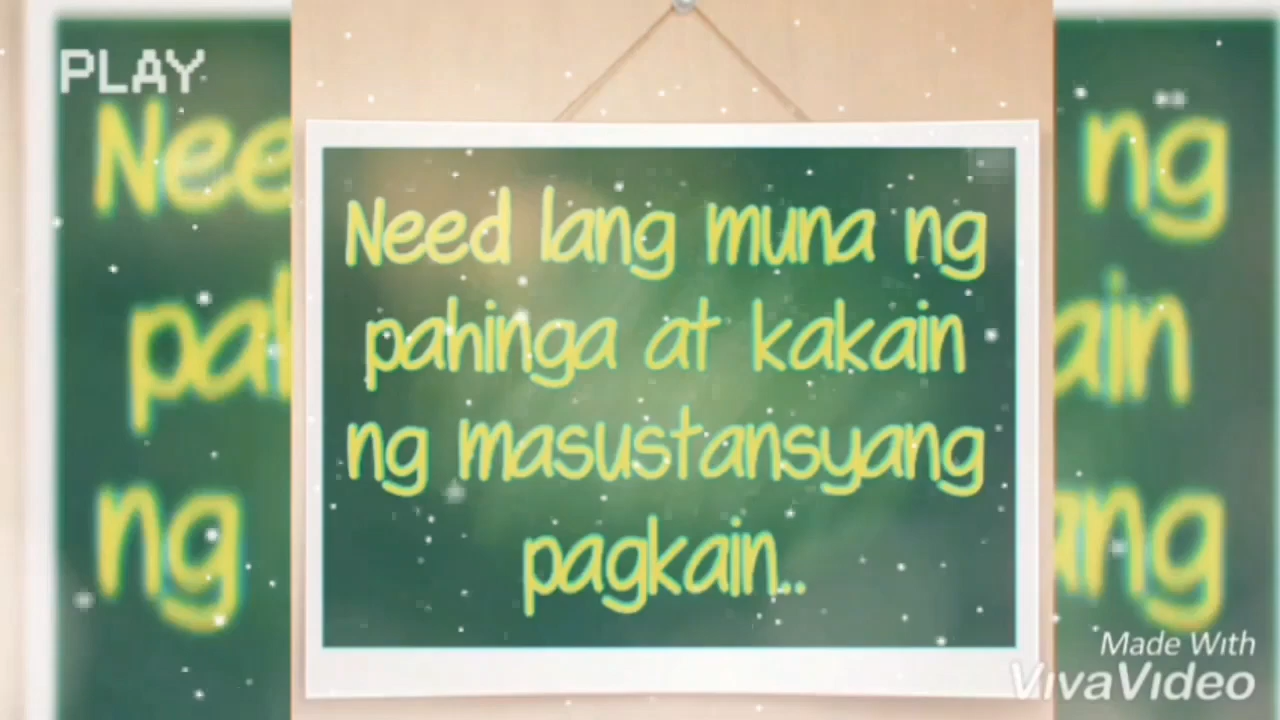 PLAY
Need lang muna ng
pahinga at kakain
ng masustansyang
pagkain..
Made With
VivaVideo